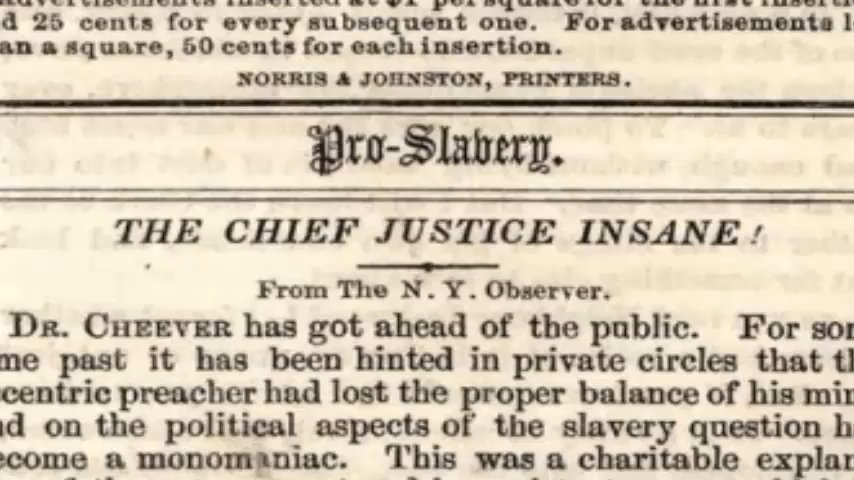 d 25 cents for every subsequent one. For advertisements l
an a square, 50 cents for each insertion.
NORRIS & JOHNSTON, PRINTERS.
Pro-Slavery.
THE CHIEF JUSTICE INSANE!
From The N. Y. Observer.
DR. CHEEVER has got ahead of the public. For som
me past it has been hinted in private circles that th
ccentric preacher had lost the proper balance of his min
nd on the political aspects of the slavery question h
ecome a monomaniac. This was a charitable explan